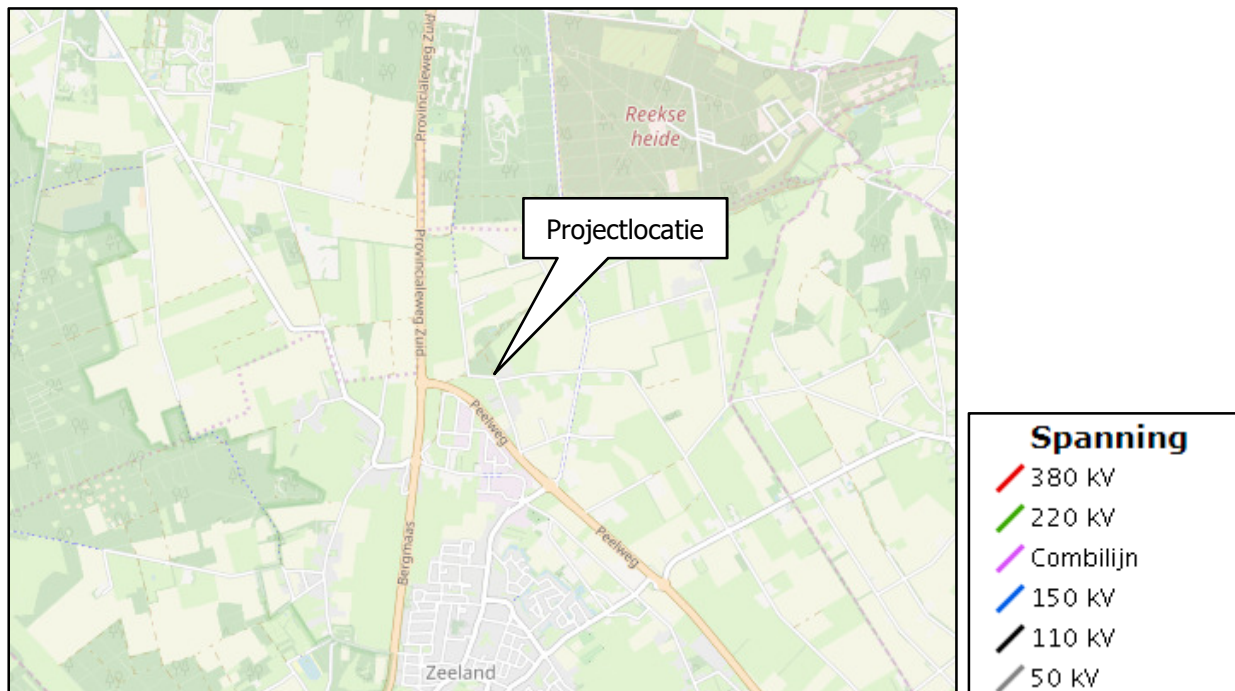 Provincialeweg Zuid
Reekse
heide
Projectlocatie
Provincialeweg Zuid
Peelweg
Bergmaas
Peelweg
Zeeland
Spanning
380 kV
220 kV
Combilijn
150 kV
110 kV
50 kV